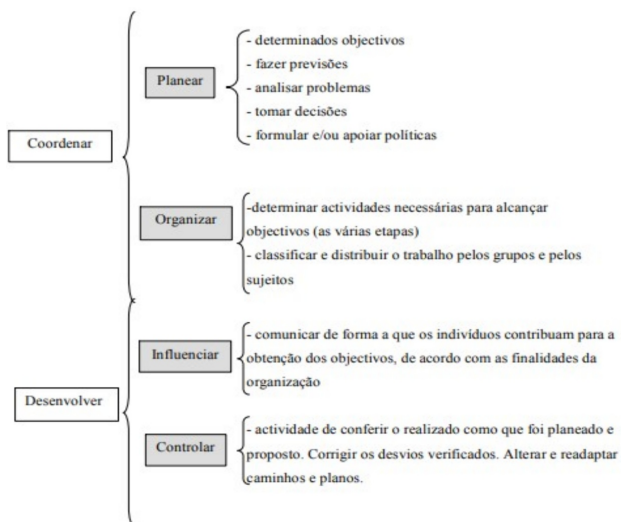 Coordenar
Planear
- determinados objectivos
- fazer previsões
- analisar problemas
- tomar decisões
- formular e/ou apoiar políticas
Organizar
-determinar actividades necessárias para alcançar
objectivos (as várias etapas)
- classificar e distribuir o trabalho pelos grupos e pelos
sujeitos
Desenvolver
Influenciar
- comunicar de forma a que os indivíduos contribuam para a
obtenção dos objectivos, de acordo com as finalidades da
organização
Controlar
- actividade de conferir o realizado como que foi planeado e
proposto. Corrigir os desvios verificados. Alterar e readaptar
caminhos e planos.